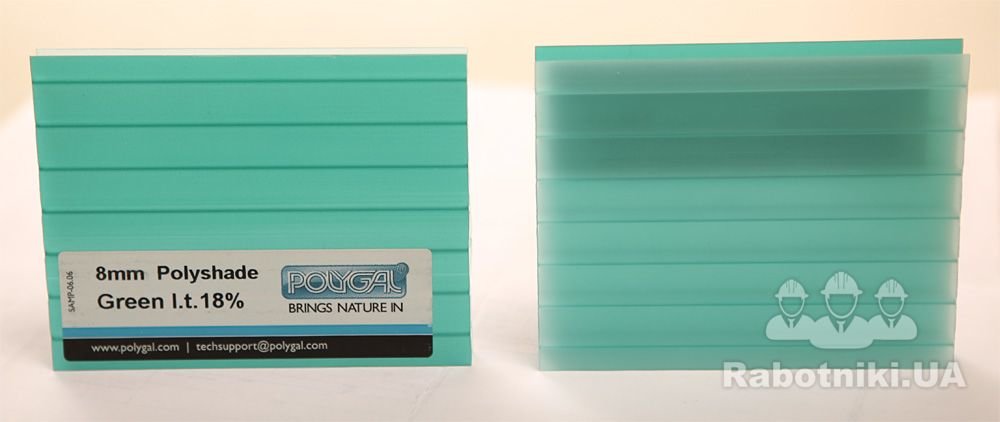 SAMP-06.06
8mm Polyshade
Green l.t.18%
POLYGAL®
BRINGS NATURE IN
www.polygal.com | techsupport@polygal.com
Rabotniki.UA